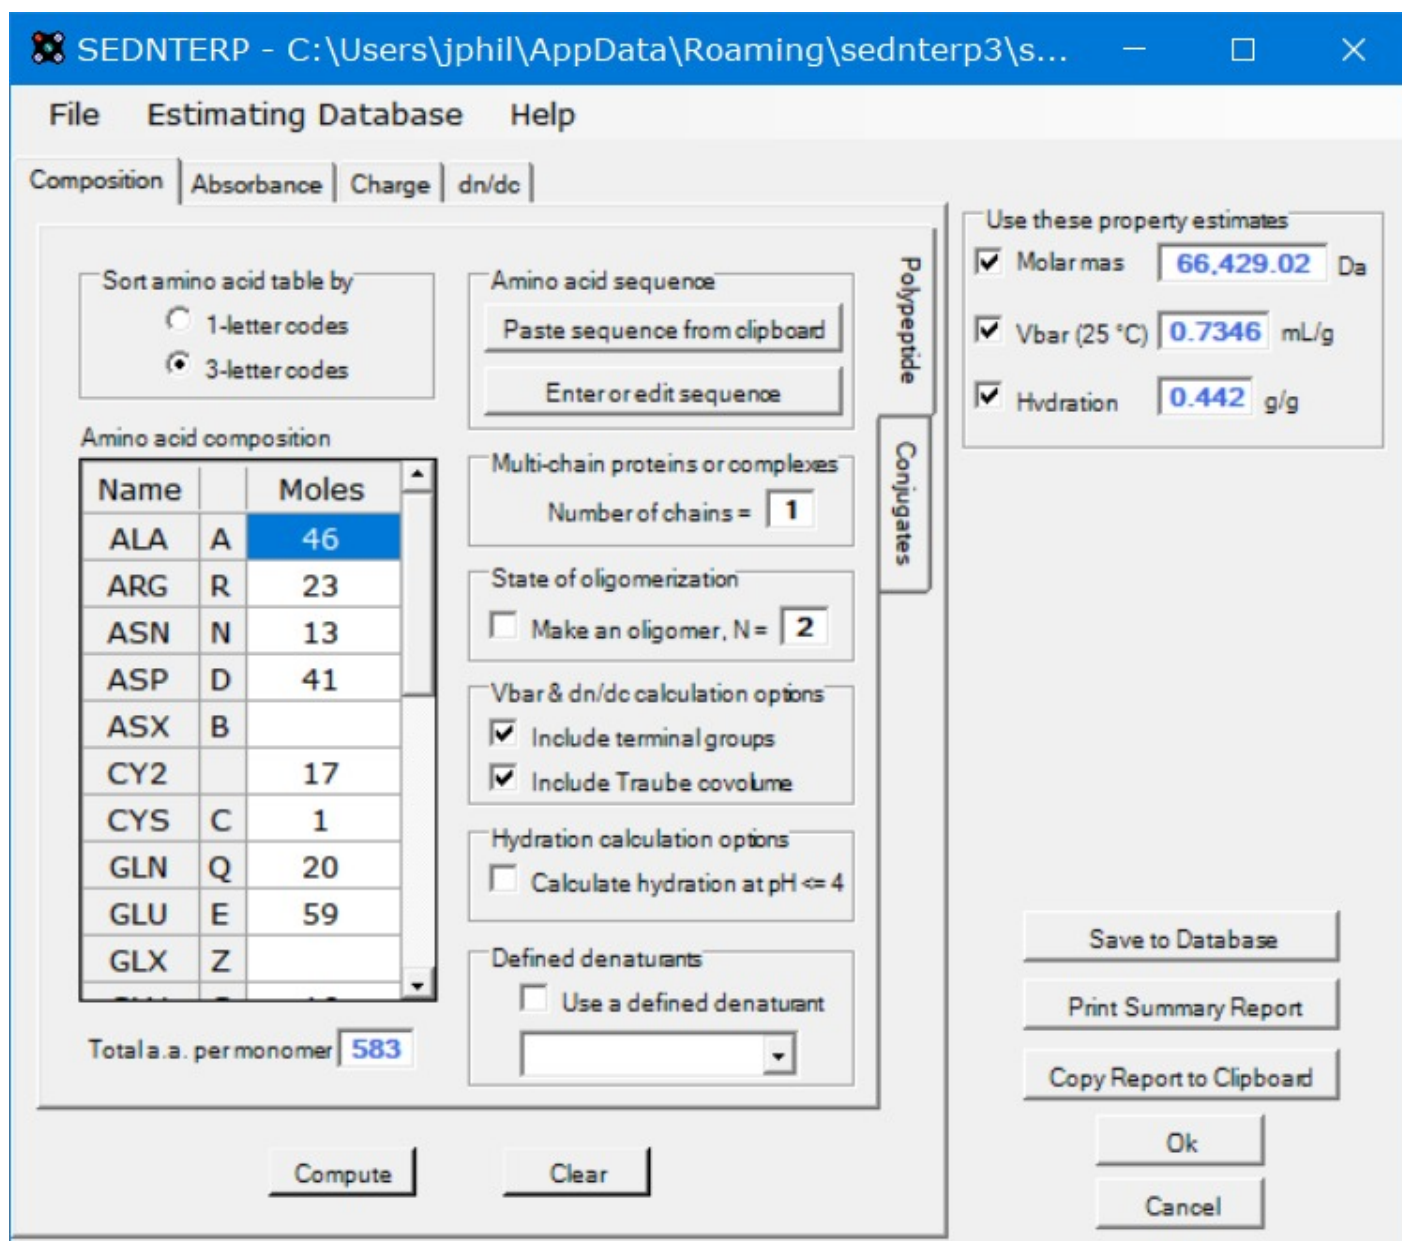 SEDNTERP - C:\Users\jphil\AppData\Roaming\sednterp3\s...
File Estimating Database Help
Composition Absorbance Charge dn/dc
Sort amino acid table by
1-letter codes
3-letter codes
Amino acid composition
Name Moles
ALA A 46
ARG R 23
ASN N 13
ASP D 41
ASX B
CY2 17
CYS C 1
GLN Q 20
GLU E 59
GLX Z
Total a.a. per monomer 583
Amino acid sequence
Paste sequence from clipboard
Enter or edit sequence
Multi-chain proteins or complexes
Number of chains = 1
State of oligomerization
Make an oligomer, N = 2
Vbar & dn/dc calculation options
Include terminal groups
Include Traube covolume
Hydration calculation options
Calculate hydration at pH <= 4
Defined denaturants
Use a defined denaturant
Polypeptide
Conjugates
Compute Clear
Use these property estimates
Molar mas 66,429.02 Da
Vbar (25 °C) 0.7346 mL/g
Hydration 0.442 g/g
Save to Database
Print Summary Report
Copy Report to Clipboard
Ok
Cancel